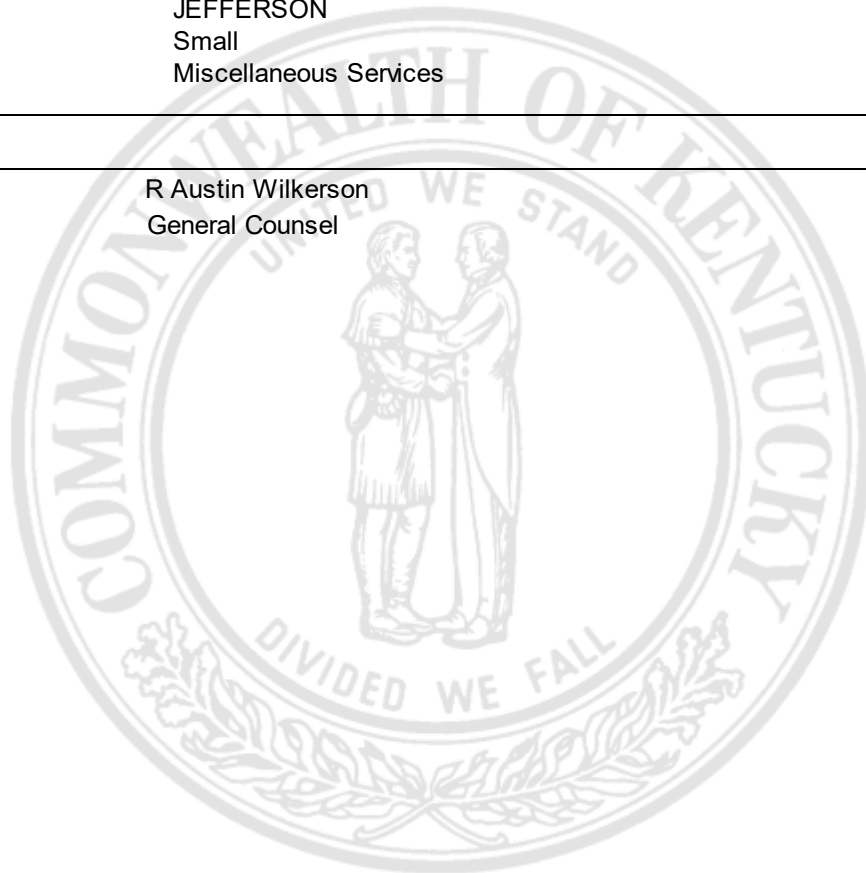 JEFFERSON
Small
Miscellaneous Services
R Austin Wilkerson
General Counsel
COMMONWEALTH OF KENTUCKY
UNITED WE STAND
DIVIDED WE FALL